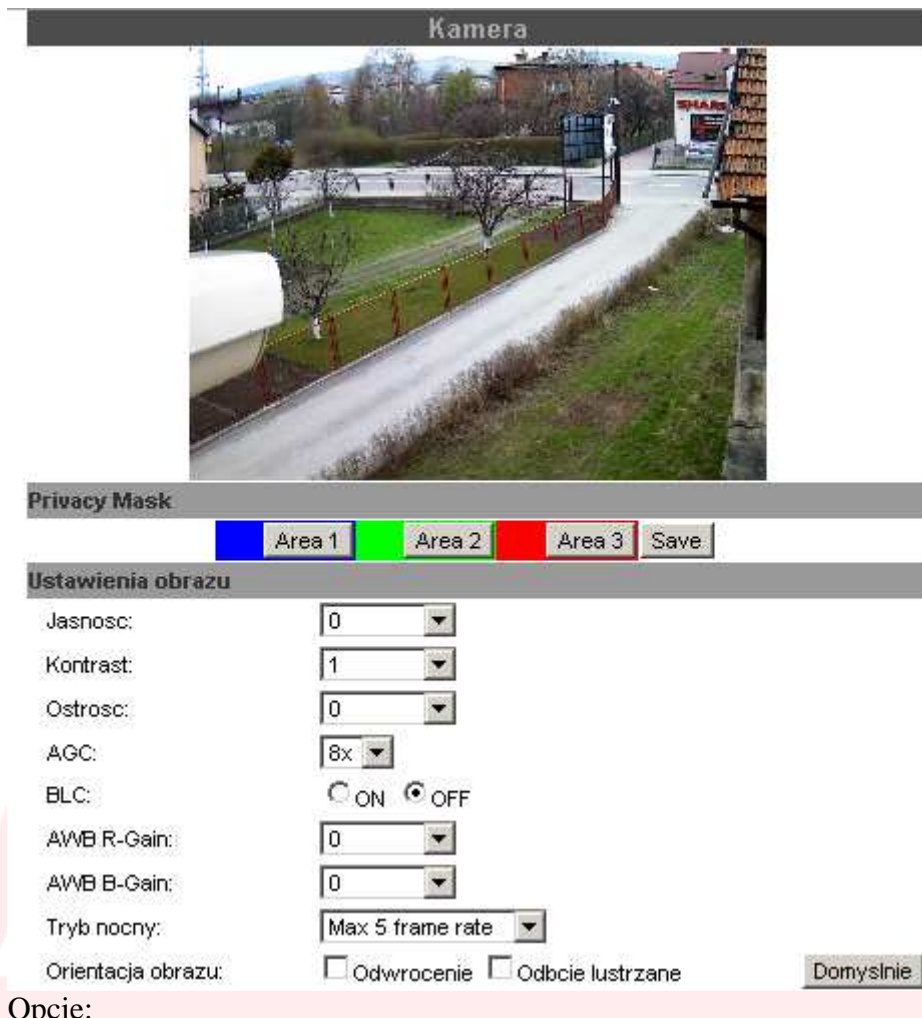 Kamera
SHARP
Privacy Mask
Area 1 Area 2 Area 3 Save
Ustawienia obrazu
Jasnosc: 0
Kontrast: 1
Ostrosc: 0
AGC: 8x
BLC: ON OFF
AWB R-Gain: 0
AWB B-Gain: 0
Tryb nocny: Max 5 frame rate
Orientacja obrazu: Odwrocenie Odbcie lustrzane Domyslnie
Opcje: